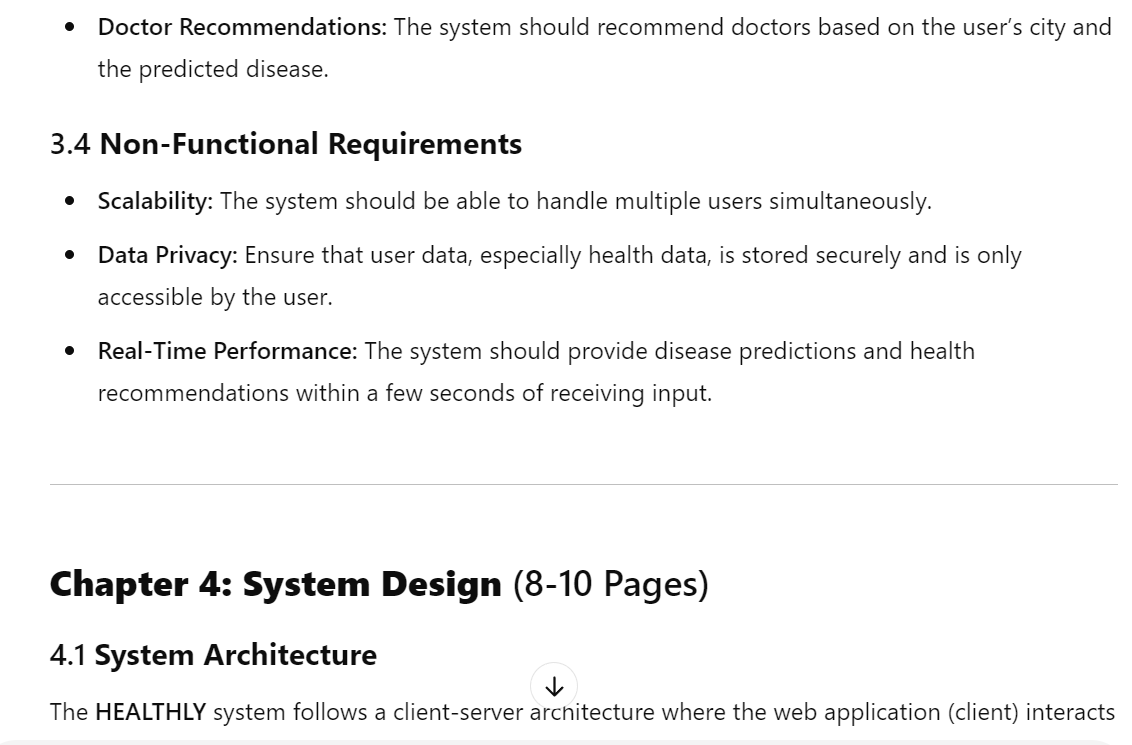 • Doctor Recommendations: The system should recommend doctors based on the user’s city and
the predicted disease.
3.4 Non-Functional Requirements
• Scalability: The system should be able to handle multiple users simultaneously.
• Data Privacy: Ensure that user data, especially health data, is stored securely and is only
accessible by the user.
• Real-Time Performance: The system should provide disease predictions and health
recommendations within a few seconds of receiving input.
Chapter 4: System Design (8-10 Pages)
4.1 System Architecture
The HEALTHLY system follows a client-server architecture where the web application (client) interacts